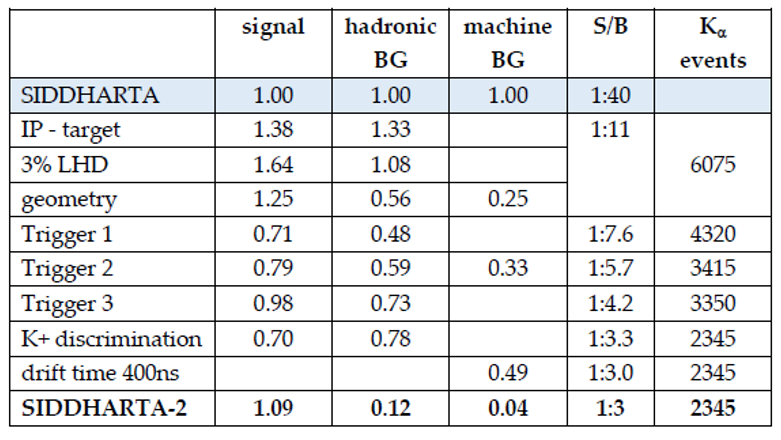 signal hadronic BG machine BG S/B Kα events
SIDDHARTA 1.00 1.00 1.00 1:40
IP - target 1.38 1.33 1:11
3% LHD 1.64 1.08 6075
geometry 1.25 0.56 0.25
Trigger 1 0.71 0.48 1:7.6 4320
Trigger 2 0.79 0.59 0.33 1:5.7 3415
Trigger 3 0.98 0.73 1:4.2 3350
K+ discrimination 0.70 0.78 1:3.3 2345
drift time 400ns 0.49 1:3.0 2345
SIDDHARTA-2 1.09 0.12 0.04 1:3 2345